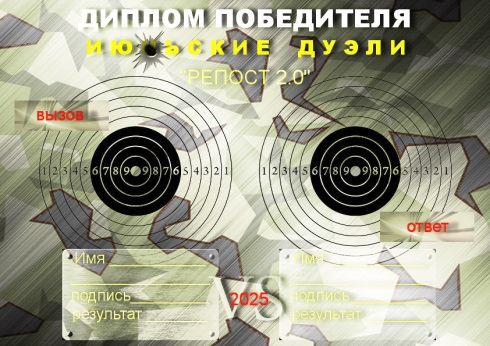 ДИПЛОМ ПОБЕДИТЕЛЯ
ИЮЛЬСКИЕ ДУЭЛИ
"РЕПОСТ 2.0"
вызов
1 2 3 4 5 6 7 8 9 9 8 7 6 5 4 3 2 1
1 2 3 4 5 6 7 8 9 9 8 7 6 5 4 3 2 1
ответ
Имя
подпись
результат
VS
2025
Имя
подпись
результат